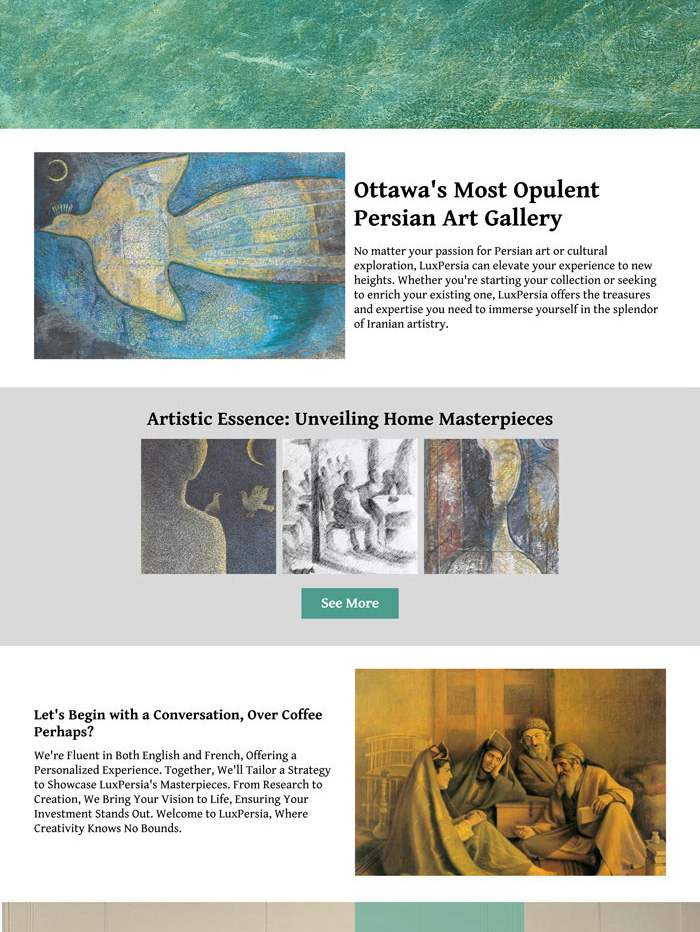 Ottawa's Most Opulent
Persian Art Gallery
No matter your passion for Persian art or cultural
exploration, LuxPersia can elevate your experience to new
heights. Whether you're starting your collection or seeking
to enrich your existing one, LuxPersia offers the treasures
and expertise you need to immerse yourself in the splendor
of Iranian artistry.
Artistic Essence: Unveiling Home Masterpieces
See More
Let's Begin with a Conversation, Over Coffee
Perhaps?
We're Fluent in Both English and French, Offering a
Personalized Experience. Together, We'll Tailor a Strategy
to Showcase LuxPersia's Masterpieces. From Research to
Creation, We Bring Your Vision to Life, Ensuring Your
Investment Stands Out. Welcome to LuxPersia, Where
Creativity Knows No Bounds.